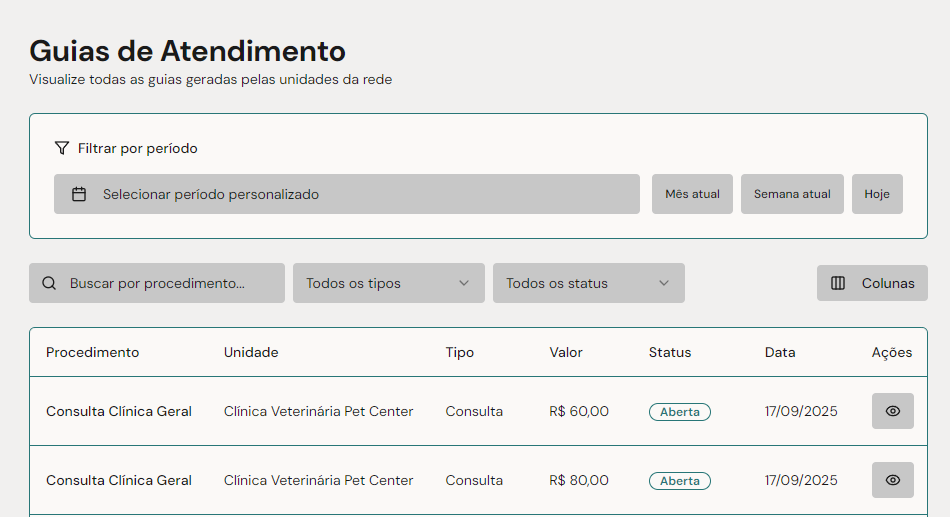 Guias de Atendimento
Visualize todas as guias geradas pelas unidades da rede
Filtrar por período
Selecionar período personalizado Mês atual Semana atual Hoje
Buscar por procedimento... Todos os tipos Todos os status Colunas
Procedimento Unidade Tipo Valor Status Data Ações
Consulta Clínica Geral Clínica Veterinária Pet Center Consulta R$ 60,00 Aberta 17/09/2025
Consulta Clínica Geral Clínica Veterinária Pet Center Consulta R$ 80,00 Aberta 17/09/2025